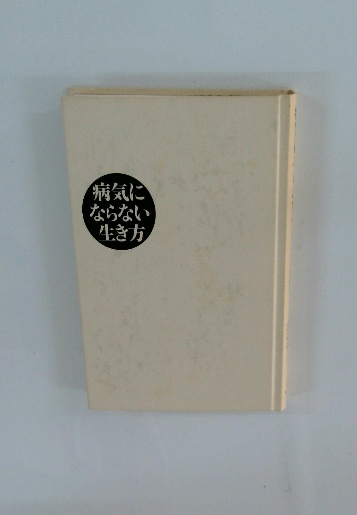 病気に
ならない
生き方